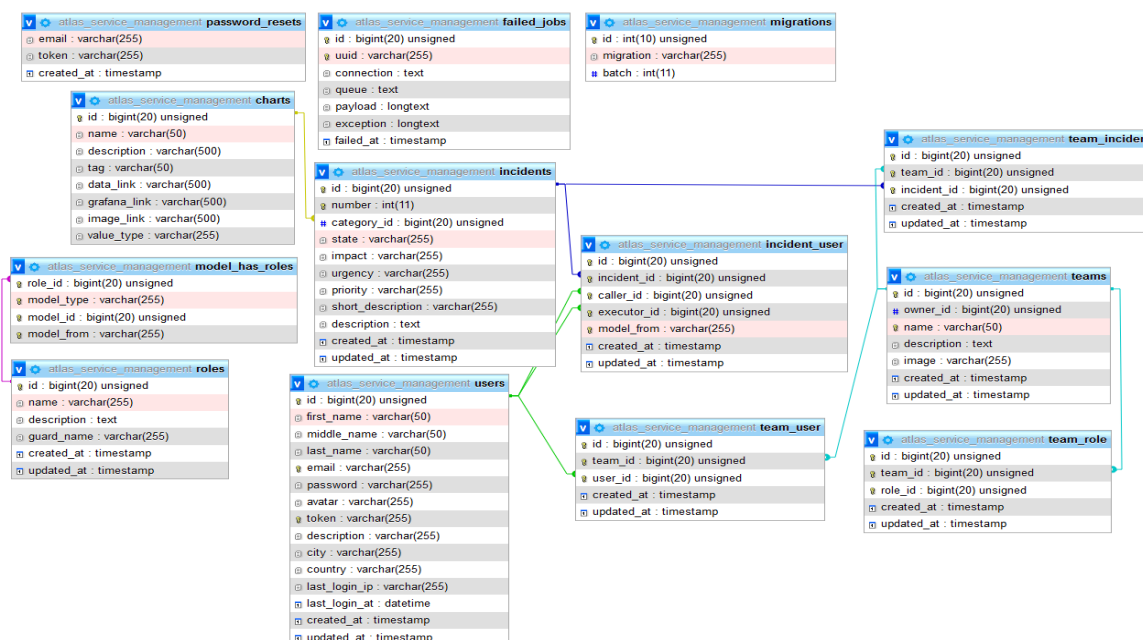 atlas_service_management password_resets
email : varchar(255)
token : varchar(255)
created_at : timestamp
atlas_service_management failed_jobs
id : bigint(20) unsigned
uuid : varchar(255)
connection : text
queue : text
payload : longtext
exception : longtext
failed_at : timestamp
atlas_service_management migrations
id : int(10) unsigned
migration : varchar(255)
batch : int(11)
atlas_service_management charts
id : bigint(20) unsigned
name : varchar(50)
description : varchar(500)
tag : varchar(50)
data_link : varchar(500)
grafana_link : varchar(500)
image_link : varchar(500)
value_type : varchar(255)
atlas_service_management incidents
id : bigint(20) unsigned
number : int(11)
category_id : bigint(20) unsigned
state : varchar(255)
impact : varchar(255)
urgency : varchar(255)
priority : varchar(255)
short_description : varchar(255)
description : text
created_at : timestamp
updated_at : timestamp
atlas_service_management team_inciden
id : bigint(20) unsigned
team_id : bigint(20) unsigned
incident_id : bigint(20) unsigned
created_at : timestamp
updated_at : timestamp
atlas_service_management model_has_roles
role_id : bigint(20) unsigned
model_type : varchar(255)
model_id : bigint(20) unsigned
model_from : varchar(255)
atlas_service_management incident_user
id : bigint(20) unsigned
incident_id : bigint(20) unsigned
caller_id : bigint(20) unsigned
executor_id : bigint(20) unsigned
model_from : varchar(255)
created_at : timestamp
updated_at : timestamp
atlas_service_management teams
id : bigint(20) unsigned
owner_id : bigint(20) unsigned
name : varchar(50)
description : text
image : varchar(255)
created_at : timestamp
updated_at : timestamp
atlas_service_management roles
id : bigint(20) unsigned
name : varchar(255)
description : text
guard_name : varchar(255)
created_at : timestamp
updated_at : timestamp
atlas_service_management users
id : bigint(20) unsigned
first_name : varchar(50)
middle_name : varchar(50)
last_name : varchar(50)
email : varchar(255)
password : varchar(255)
avatar : varchar(255)
token : varchar(255)
description : varchar(255)
city : varchar(255)
country : varchar(255)
last_login_ip : varchar(255)
last_login_at : datetime
created_at : timestamp
updated_at : timestamp
atlas_service_management team_user
id : bigint(20) unsigned
team_id : bigint(20) unsigned
user_id : bigint(20) unsigned
created_at : timestamp
updated_at : timestamp
atlas_service_management team_role
id : bigint(20) unsigned
team_id : bigint(20) unsigned
role_id : bigint(20) unsigned
created_at : timestamp
updated_at : timestamp